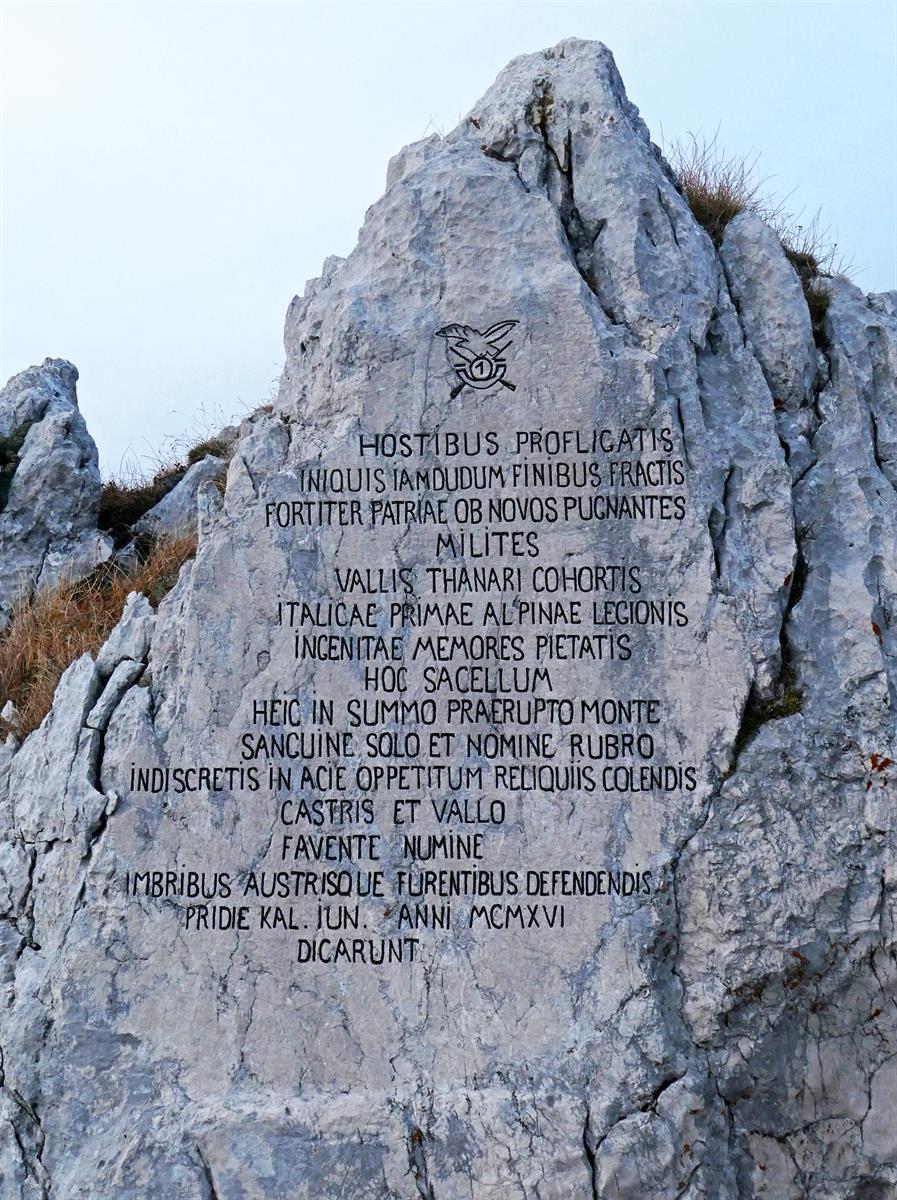 1
HOSTIBUS PROFLIGATIS
INIQUIS IAMDUDUM FINIBUS FRACTIS
FORTITER PATRIAE OB NOVOS PUGNANTES
MILITES
VALLIS THANARI COHORTIS
ITALICAE PRIMAE ALPINAE LEGIONIS
INGENITAE MEMORES PIETATIS
HOC SACELLUM
HEIC IN SUMMO PRAERUPTO MONTE
SANGUINE SOLO ET NOMINE RUBRO
INDISCRETIS IN ACIE OPPETITUM RELIQUIIS COLENDIS
CASTRIS ET VALLO
FAVENTE NUMINE
IMBRIBUS AUSTRISQUE FURENTIBUS DEFENDENDIS
PRIDIE KAL. IUN. ANNI MCMXVI
DICARUNT